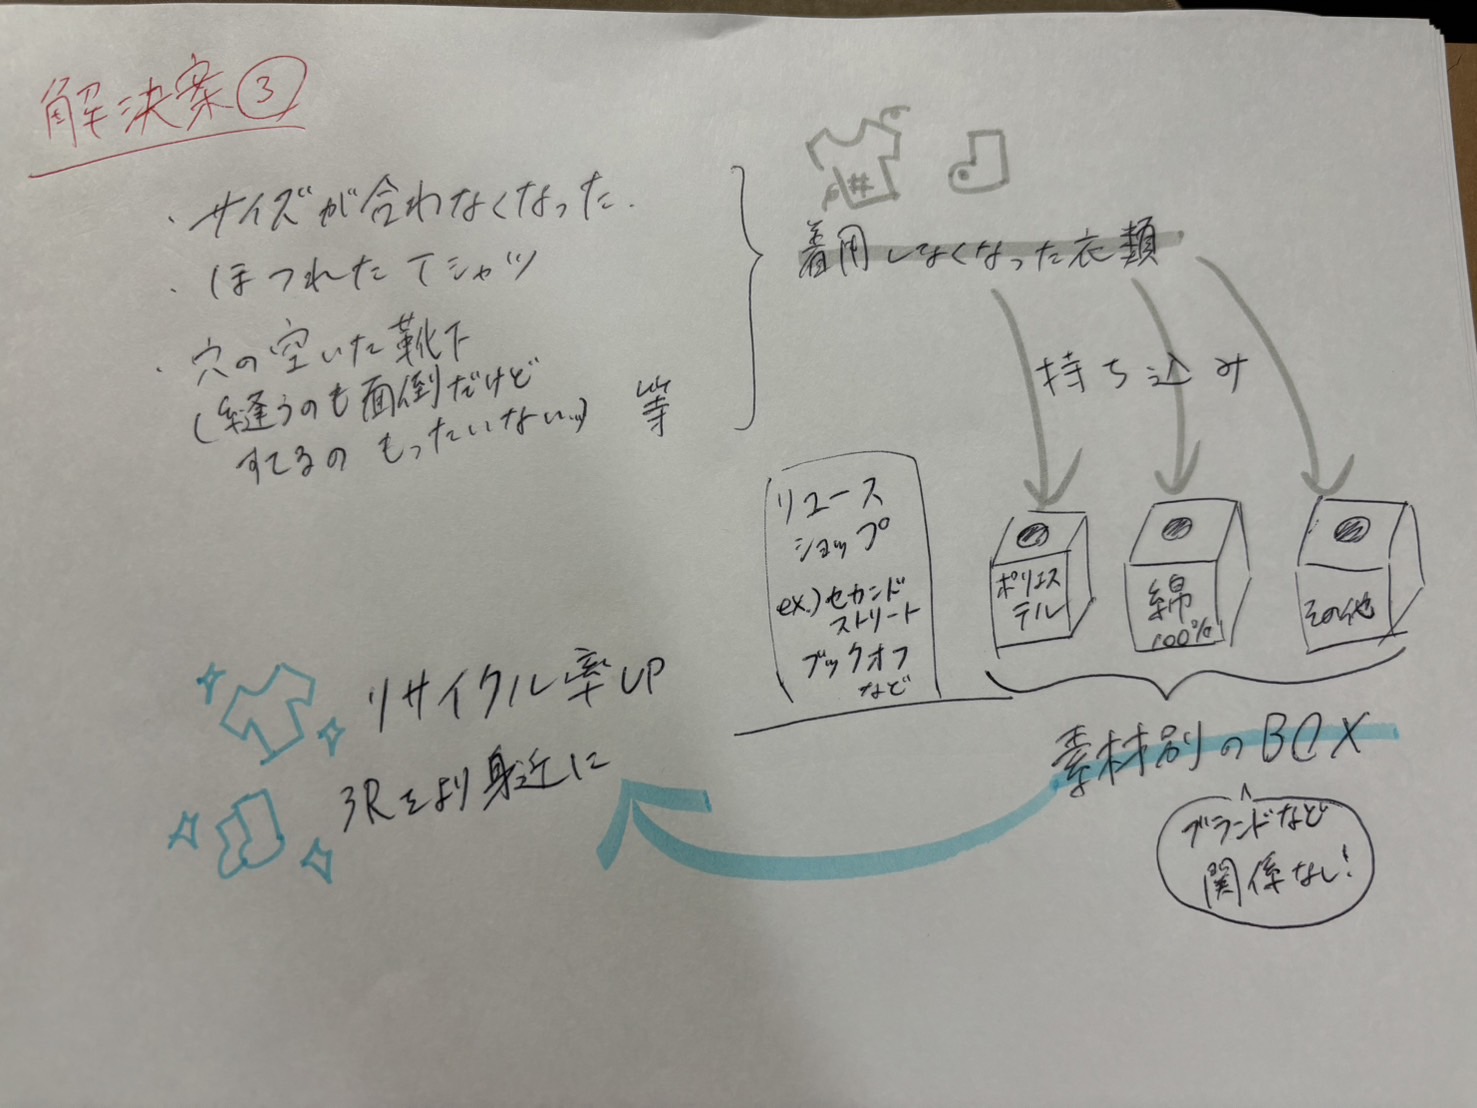 解決案③
・サイズが合わなくなった.
・ほつれたTシャツ
・穴の空いた靴下
(縫うのも面倒だけど
すてるのもったいない…)
等
#
着用しなくなった衣類
持ち込み
リユース
ショップ
ex.)セカンド
ストリート
ブックオフ
など
ポリエス
テル
綿
100%
その他
素材別のBOX
ブランドなど
関係なし!
リサイクル率UP
3Rをより身近に